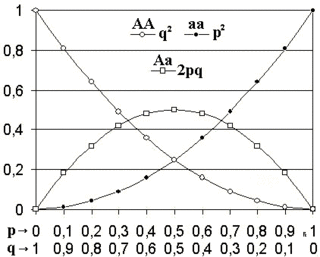 AA aa
q² p²
Aa
2pq
1
0,8
0,6
0,4
0,2
0
p→0 0,1 0,2 0,3 0,4 0,5 0,6 0,7 0,8 0,9 1
q→1 0,9 0,8 0,7 0,6 0,5 0,4 0,3 0,2 0,1 0